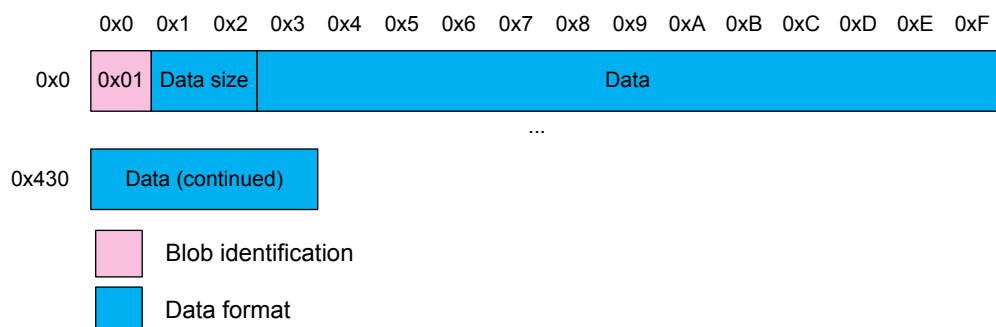 0x0 0x1 0x2 0x3 0x4 0x5 0x6 0x7 0x8 0x9 0xA 0xB 0xC 0xD 0xE 0xF
0x0 0x01 Data size Data
...
0x430 Data (continued)
Blob identification
Data format